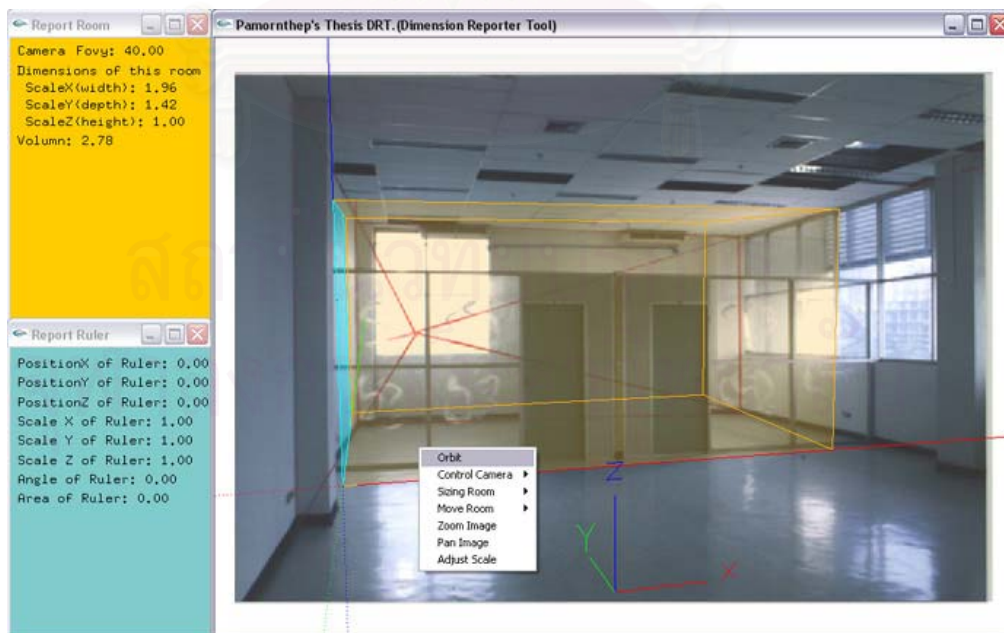 Report Room
Camera Fovy: 40.00
Dimensions of this room
ScaleX(width): 1.96
ScaleY(depth): 1.42
ScaleZ(height): 1.00
Volumn: 2.78
Report Ruler
PositionX of Ruler: 0.00
PositionY of Ruler: 0.00
PositionZ of Ruler: 0.00
Scale X of Ruler: 1.00
Scale Y of Ruler: 1.00
Scale Z of Ruler: 1.00
Angle of Ruler: 0.00
Area of Ruler: 0.00
Pamornthep's Thesis DRT.(Dimension Reporter Tool)
Orbit
Control Camera
Sizing Room
Move Room
Zoom Image
Pan Image
Adjust Scale
Z
Y
X